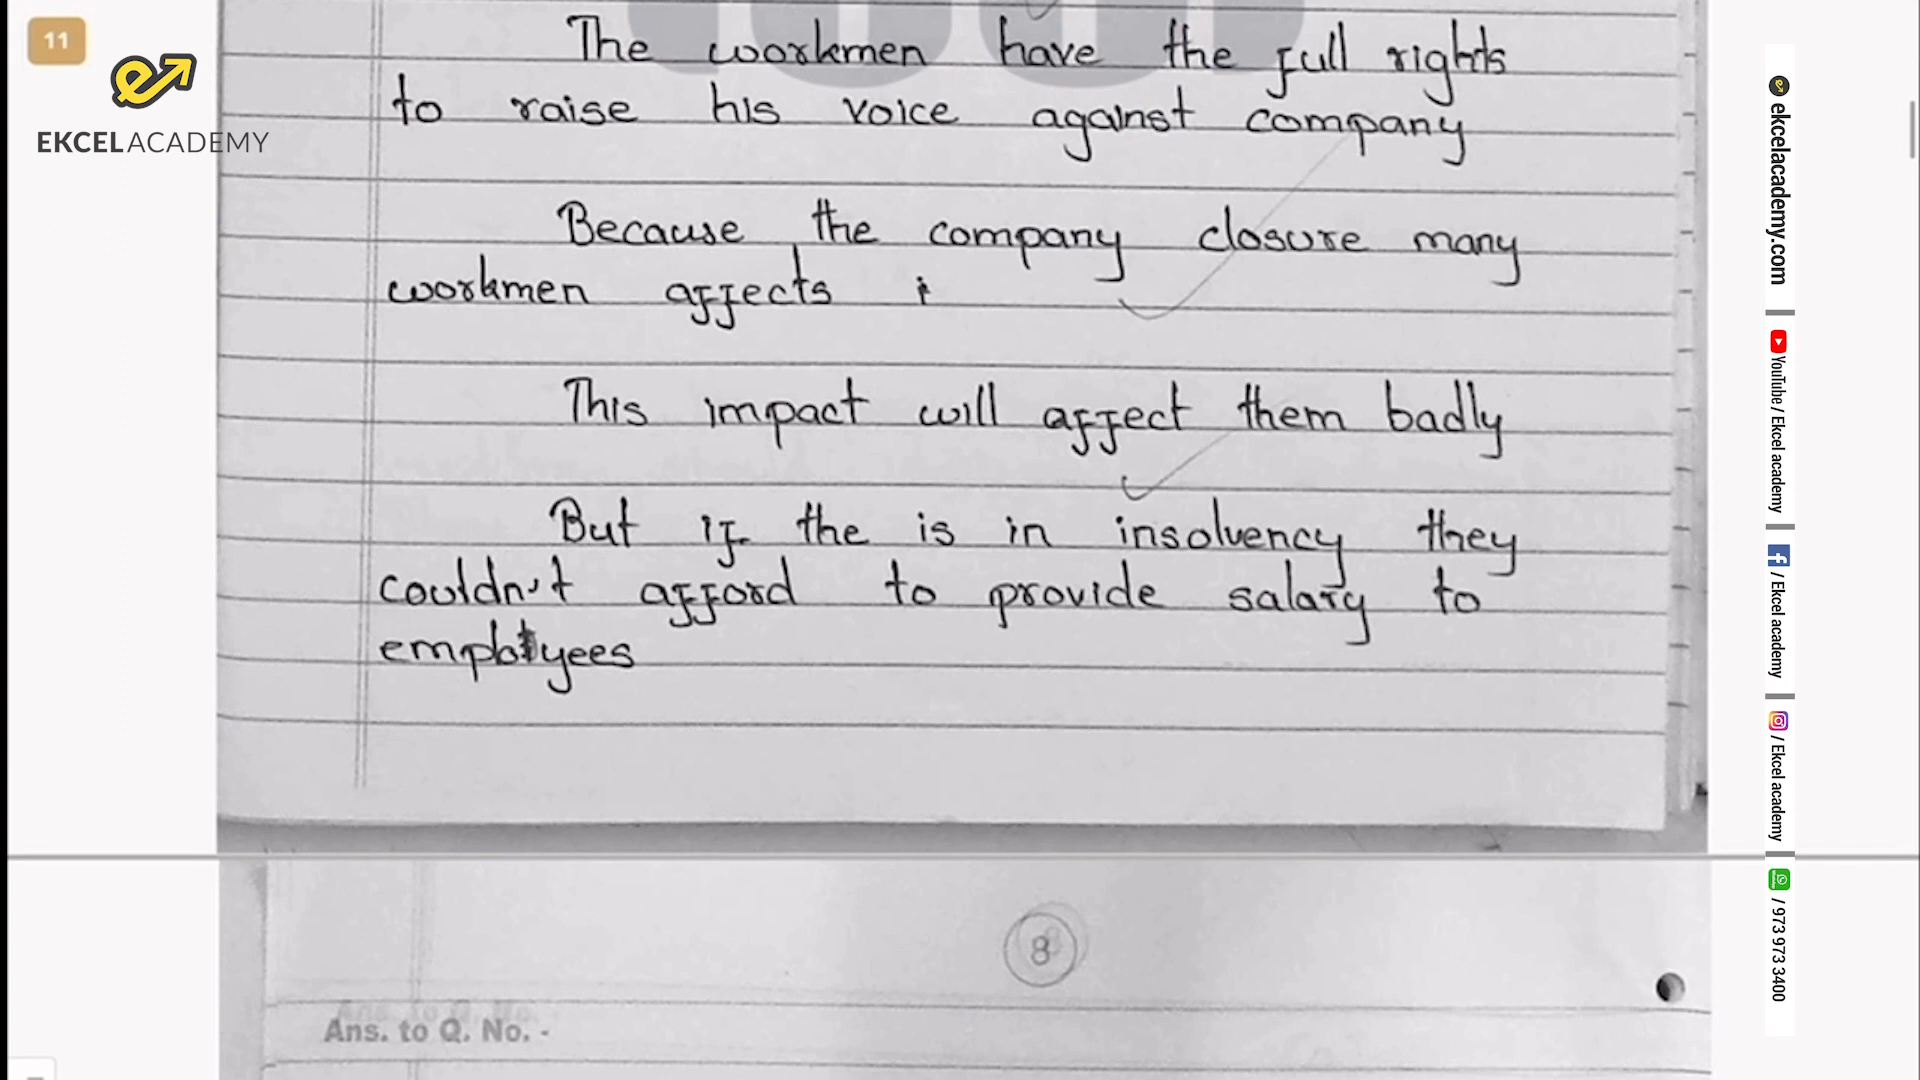 11
EKCELACADEMY
The workmen have the full rights
to raise his voice against company
Because the company closure many
workmen affects
This impact will affect them badly
But if the is in insolvency they
couldn't afford to provide salary to
employees
8
Ans. to Q. No. -
ekcelacademy.com
YouTube / Ekcel academy
/ Ekcel academy
/ Ekcel academy
/ 973 973 3400